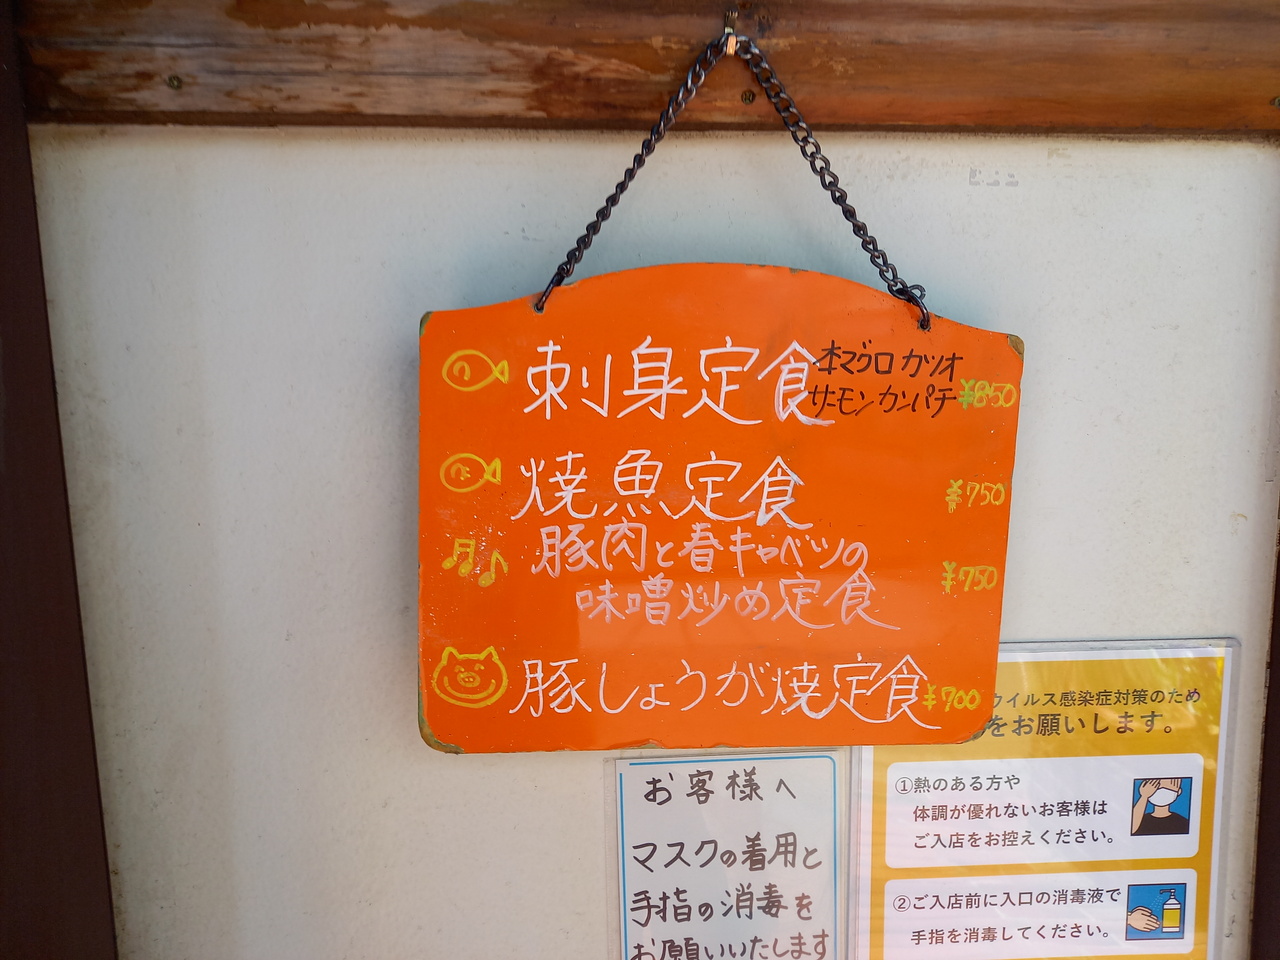 刺身定食 本マグロ カツオ
サーモン カンパチ ¥850
焼魚定食 ¥750
豚肉と春キャベツの
味噌炒め定食 ¥750
豚しょうが焼定食 ¥700
お客様へ
マスクの着用と
手指の消毒を
お願いいたします
ウイルス感染症対策のため
をお願いします。
①熱のある方や
体調が優れないお客様は
ご入店をお控えください。
②ご入店前に入口の消毒液で
手指を消毒してください。